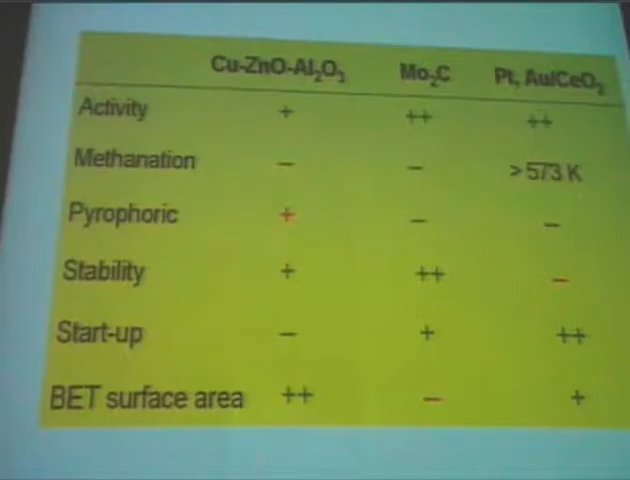 Cu-ZnO-Al₂O₃ Mo₂C Pt, Au/CeO₂
Activity + ++ ++
Methanation – – > 573 K
Pyrophoric + – –
Stability + ++ –
Start-up – + ++
BET surface area ++ – +